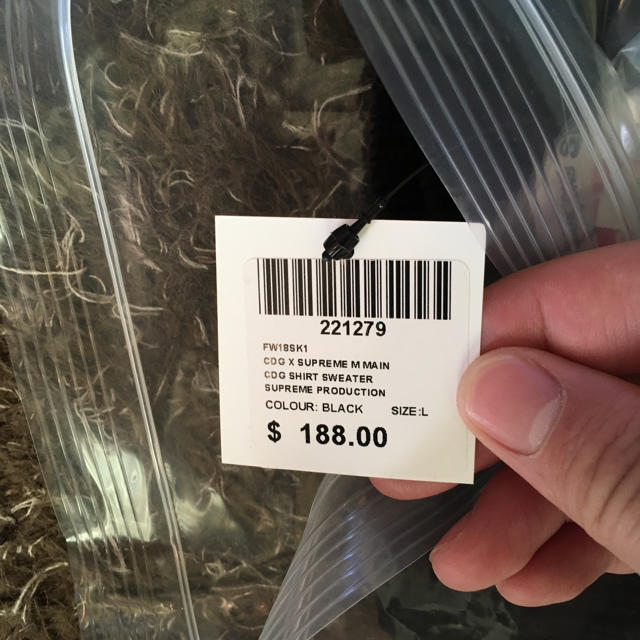 221279
FW18SK1
CDG X SUPREME M MAIN
CDG SHIRT SWEATER
SUPREME PRODUCTION
COLOUR: BLACK SIZE:L
$ 188.00